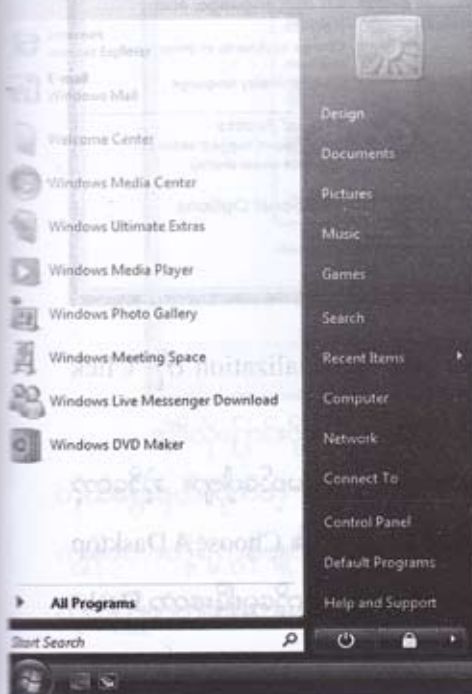 Internet Explorer
E-mail
Windows Mail
Welcome Center
Windows Media Center
Windows Ultimate Extras
Windows Media Player
Windows Photo Gallery
Windows Meeting Space
Windows Live Messenger Download
Windows DVD Maker
All Programs
Start Search
Design
Documents
Pictures
Music
Games
Search
Recent Items
Computer
Network
Connect To
Control Panel
Default Programs
Help and Support